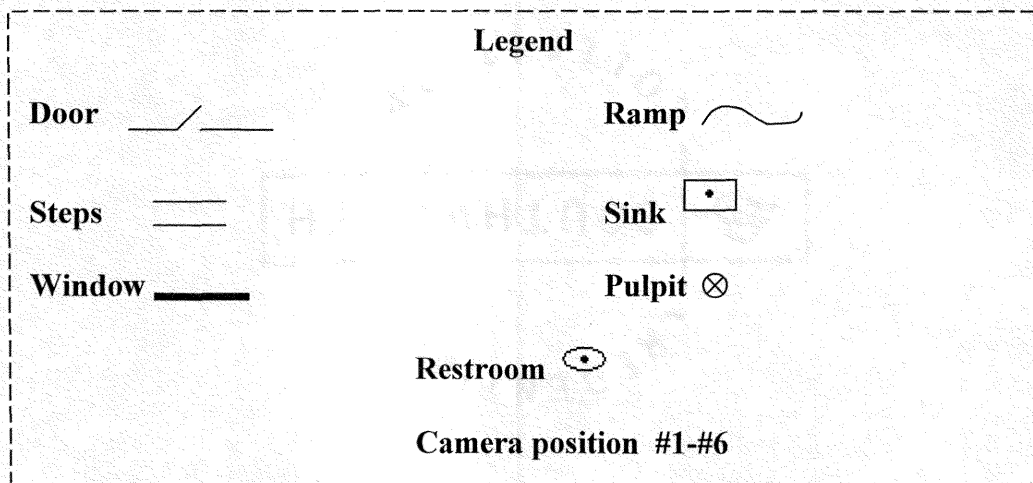 Legend
Door
Ramp
Steps
Sink
Window
Pulpit
Restroom
Camera position #1-#6